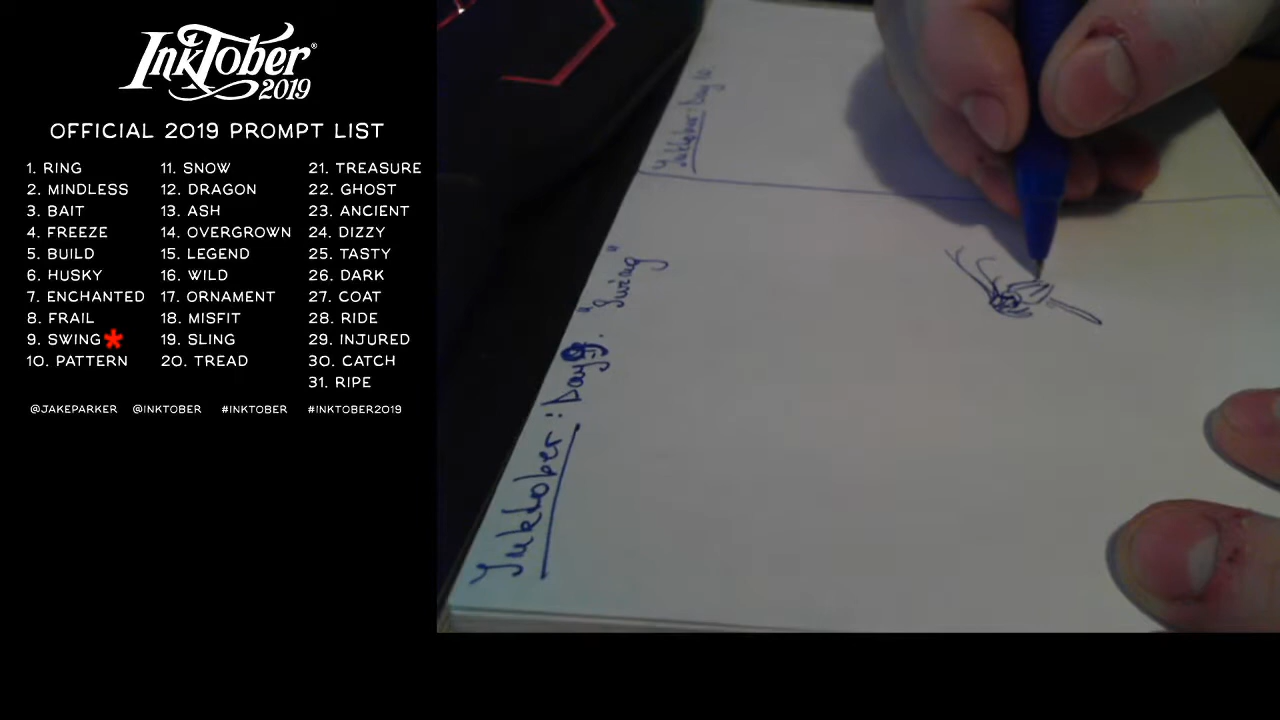 InkTober®
2019
OFFICIAL 2019 PROMPT LIST
1. RING
2. MINDLESS
3. BAIT
4. FREEZE
5. BUILD
6. HUSKY
7. ENCHANTED
8. FRAIL
9. SWING*
10. PATTERN
11. SNOW
12. DRAGON
13. ASH
14. OVERGROWN
15. LEGEND
16. WILD
17. ORNAMENT
18. MISFIT
19. SLING
20. TREAD
21. TREASURE
22. GHOST
23. ANCIENT
24. DIZZY
25. TASTY
26. DARK
27. COAT
28. RIDE
29. INJURED
30. CATCH
31. RIPE
@JAKEPARKER @INKTOBER #INKTOBER #INKTOBER2019
Inktober: Day 10.
Inktober: Day 9. "Swing"